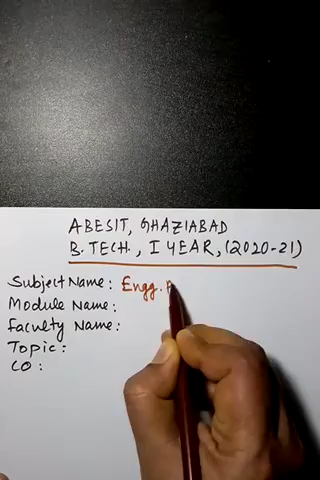 ABESIT, GHAZIABAD
B. TECH., I YEAR, (2020-21)
Subject Name: Engg.
Module Name:
Faculty Name:
Topic:
CO: